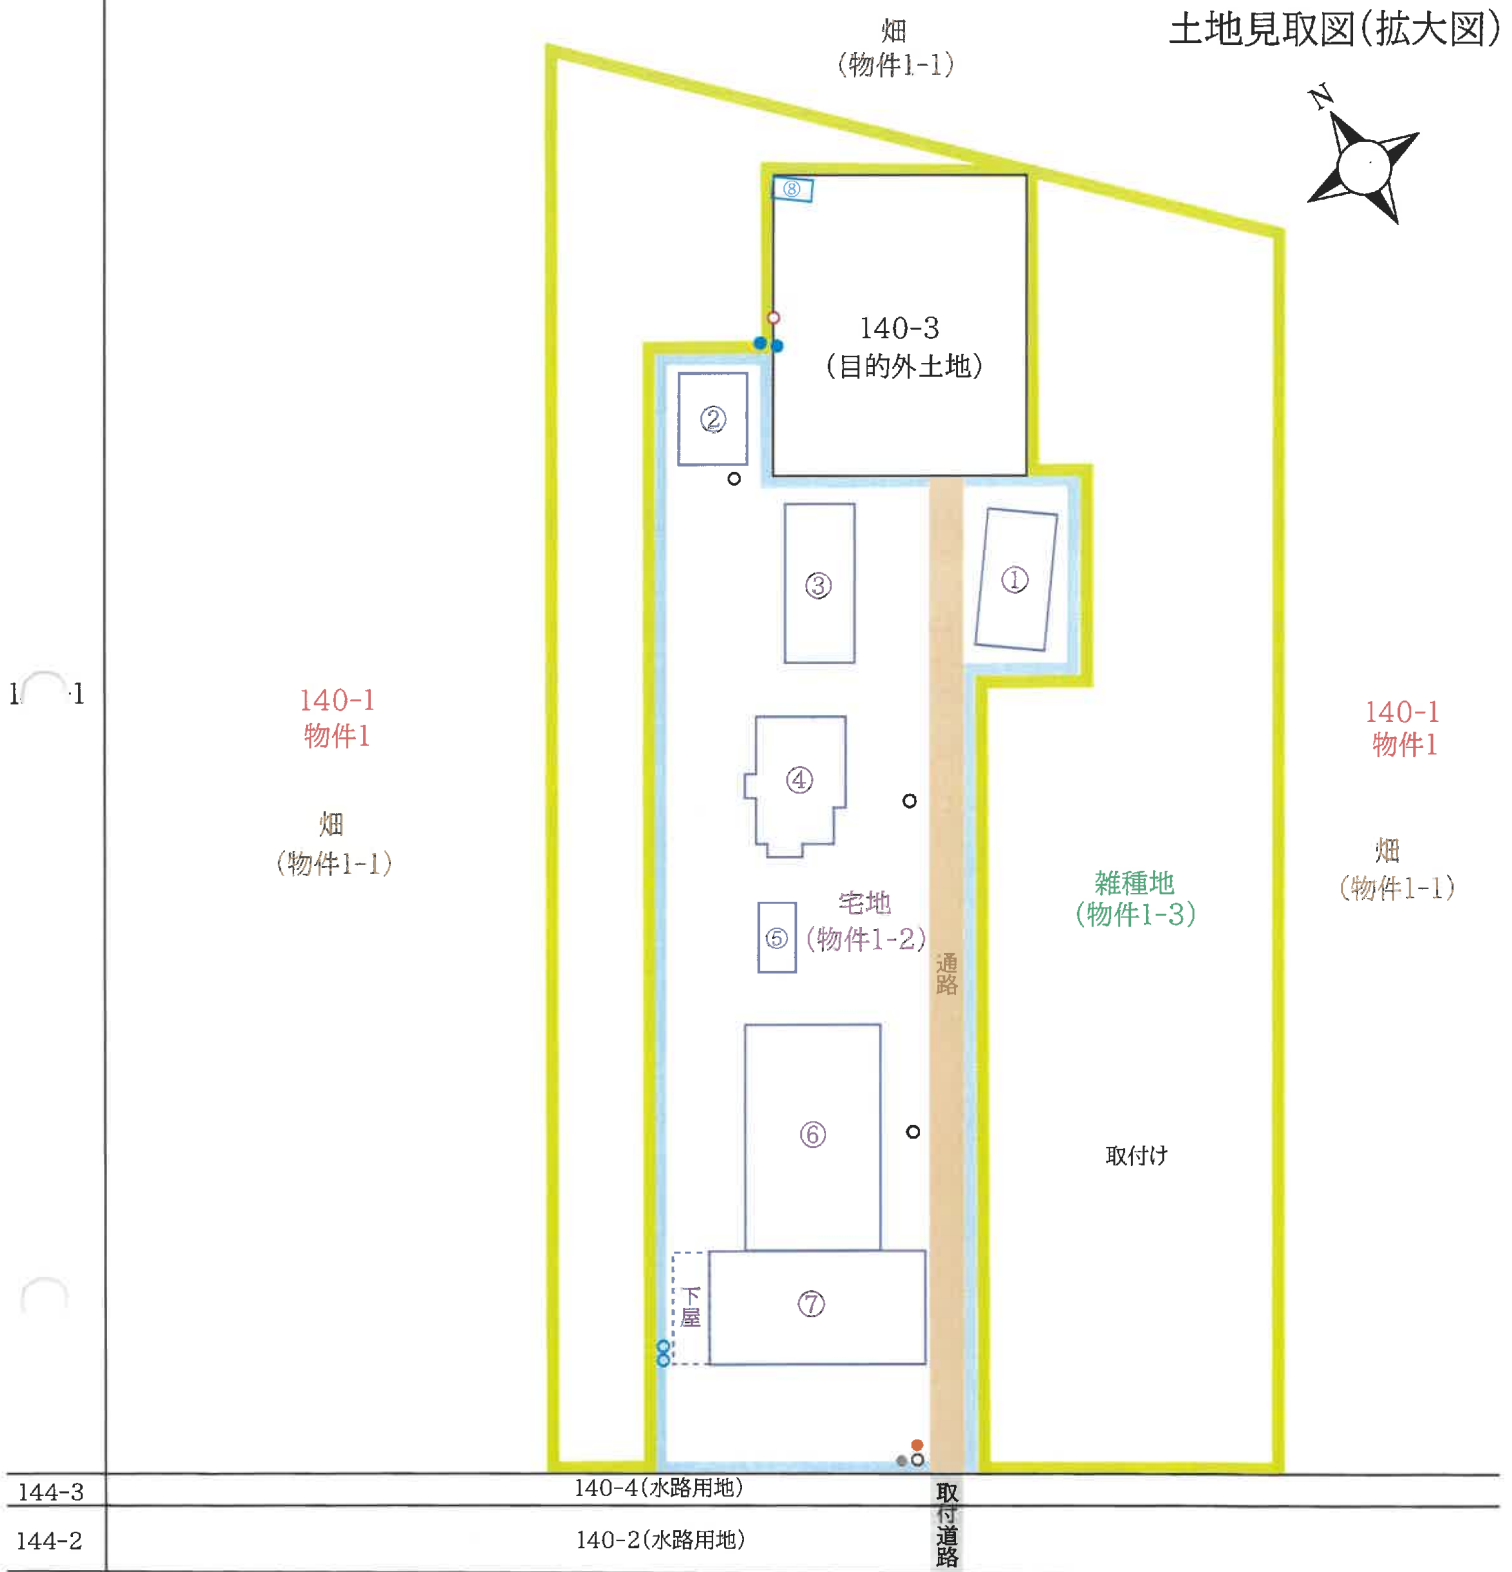 土地見取図(拡大図)
畑
(物件1-1)
N
⑧
140-3
(目的外土地)
②
③
①
140-1
物件1
畑
(物件1-1)
④
140-1
物件1
畑
(物件1-1)
雑種地
(物件1-3)
宅地
(物件1-2)
⑤
通路
⑥
取付け
下屋
⑦
144-3
140-4(水路用地)
取付道路
144-2
140-2(水路用地)